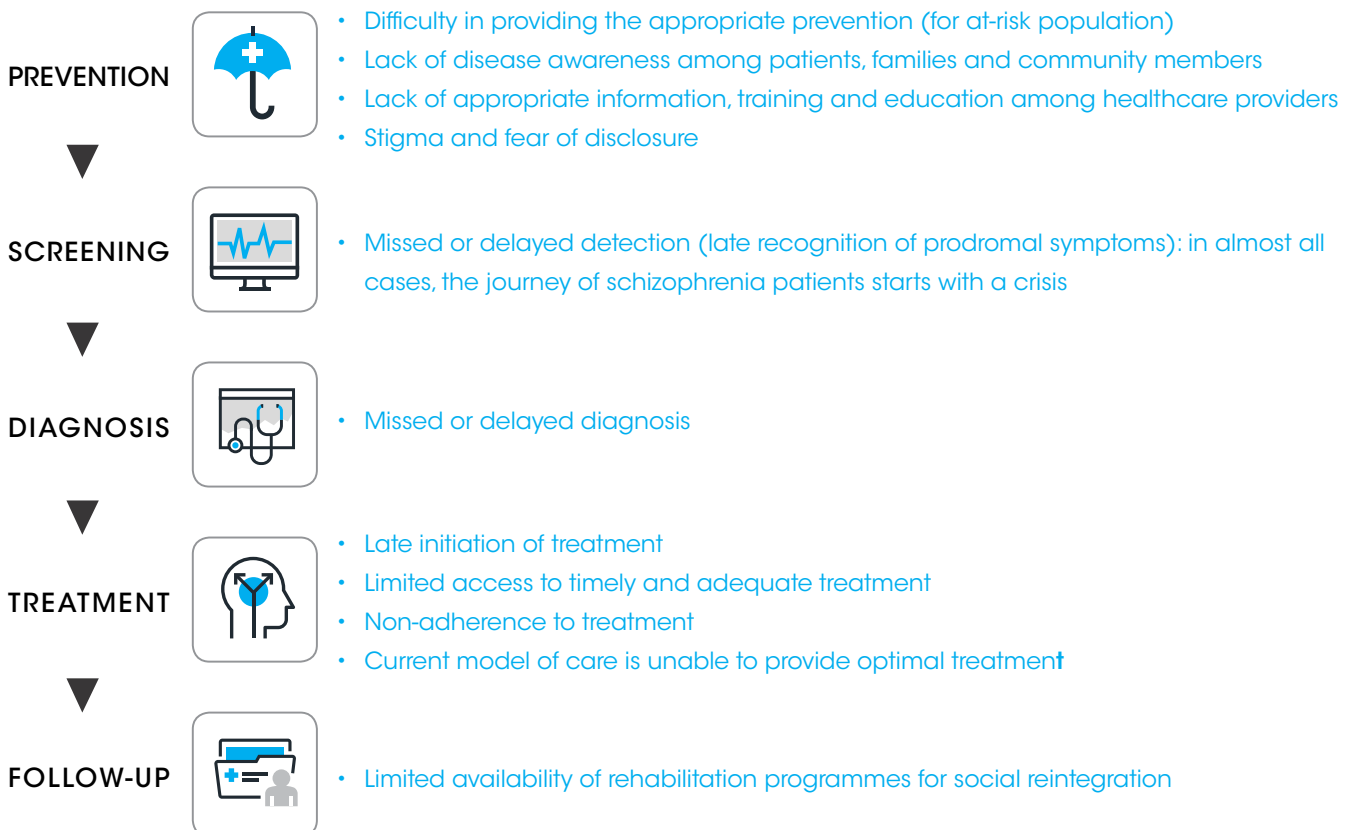 PREVENTION
• Difficulty in providing the appropriate prevention (for at-risk population)
• Lack of disease awareness among patients, families and community members
• Lack of appropriate information, training and education among healthcare providers
• Stigma and fear of disclosure
SCREENING
• Missed or delayed detection (late recognition of prodromal symptoms): in almost all
cases, the journey of schizophrenia patients starts with a crisis
DIAGNOSIS
• Missed or delayed diagnosis
TREATMENT
• Late initiation of treatment
• Limited access to timely and adequate treatment
• Non-adherence to treatment
• Current model of care is unable to provide optimal treatment
FOLLOW-UP
• Limited availability of rehabilitation programmes for social reintegration